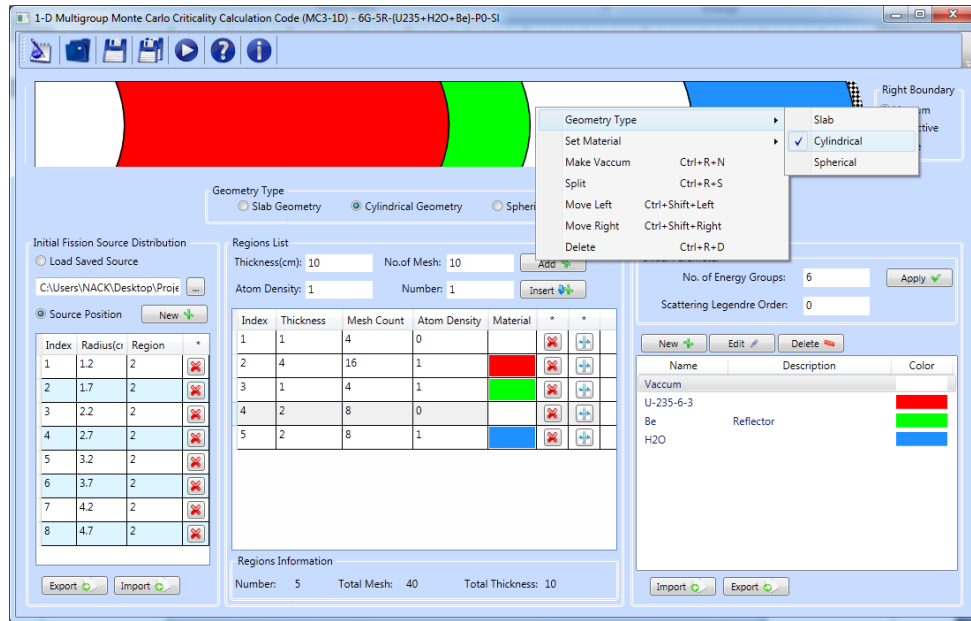 1-D Multigroup Monte Carlo Criticality Calculation Code (MC3-1D) - 6G-5R-(U235+H2O+Be)-P0-SI
Right Boundary
Geometry Type
Set Material
Make Vaccum Ctrl+R+N
Split Ctrl+R+S
Move Left Ctrl+Shift+Left
Move Right Ctrl+Shift+Right
Delete Ctrl+R+D
Slab
Cylindrical
Spherical
Geometry Type
Slab Geometry Cylindrical Geometry
Initial Fission Source Distribution
Load Saved Source
C:\Users\NACK\Desktop\Proje ...
Source Position New
Index Radius(cr Region *
1 1.2 2
2 1.7 2
3 2.2 2
4 2.7 2
5 3.2 2
6 3.7 2
7 4.2 2
8 4.7 2
Export Import
Regions List
Thickness(cm): 10 No.of Mesh: 10 Add
Atom Density: 1 Number: 1 Insert
Index Thickness Mesh Count Atom Density Material * *
1 1 4 0
2 4 16 1
3 1 4 1
4 2 8 0
5 2 8 1
Regions Information
Number: 5 Total Mesh: 40 Total Thickness: 10
No. of Energy Groups: 6 Apply
Scattering Legendre Order: 0
New Edit Delete
Name Description Color
Vaccum
U-235-6-3
Be Reflector
H2O
Import Export